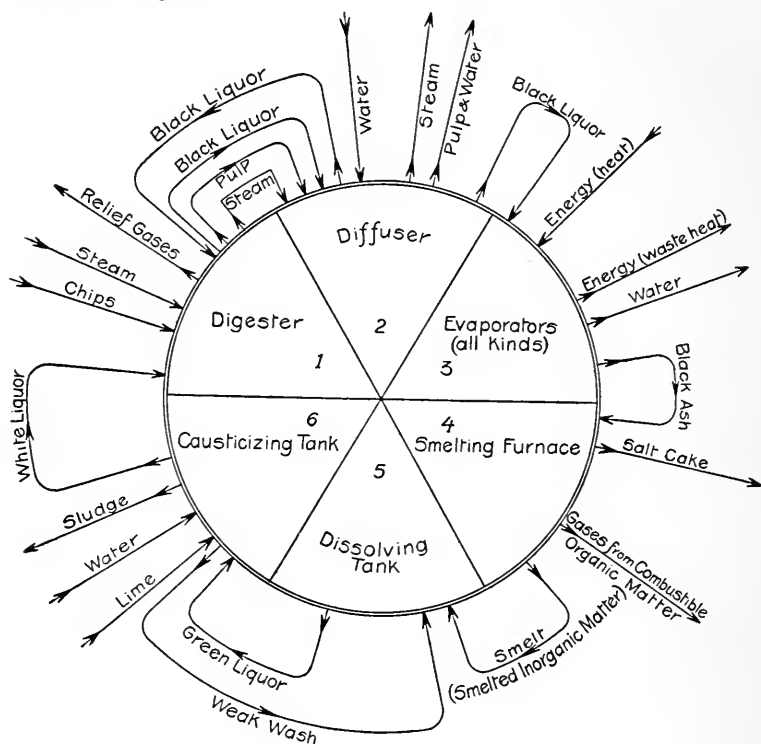 Black Liquor
Black Liquor
Pulp
Steam
Water
Steam
Pulp & Water
Black Liquor
Energy (heat)
Relief Gases
Steam
Chips
Energy (waste heat)
Water
Diffuser
2
Digester
1
Evaporators
(all Kinds)
3
Black Ash
White Liquor
6
Causticizing Tank
4
Smelting Furnace
5
Dissolving
Tank
Salt Cake
Sludge
Water
Lime
Gases from Combustible
Organic Matter
Smelt
(Smelted Inorganic Matter)
Green Liquor
Weak Wash